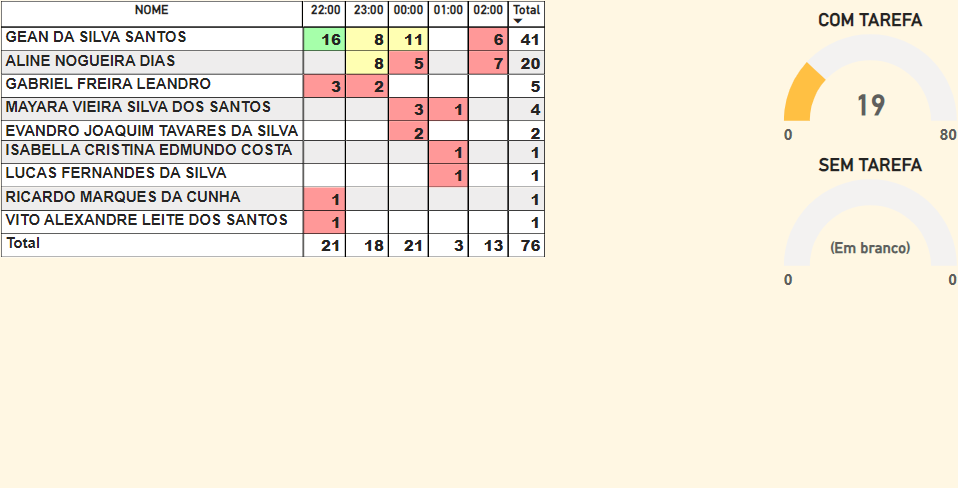 NOME 22:00 23:00 00:00 01:00 02:00 Total
GEAN DA SILVA SANTOS 16 8 11 6 41
ALINE NOGUEIRA DIAS 8 5 7 20
GABRIEL FREIRA LEANDRO 3 2 5
MAYARA VIEIRA SILVA DOS SANTOS 3 1 4
EVANDRO JOAQUIM TAVARES DA SILVA 2 2
ISABELLA CRISTINA EDMUNDO COSTA 1 1
LUCAS FERNANDES DA SILVA 1 1
RICARDO MARQUES DA CUNHA 1 1
VITO ALEXANDRE LEITE DOS SANTOS 1 1
Total 21 18 21 3 13 76
COM TAREFA
19
0 80
SEM TAREFA
(Em branco)
0 0